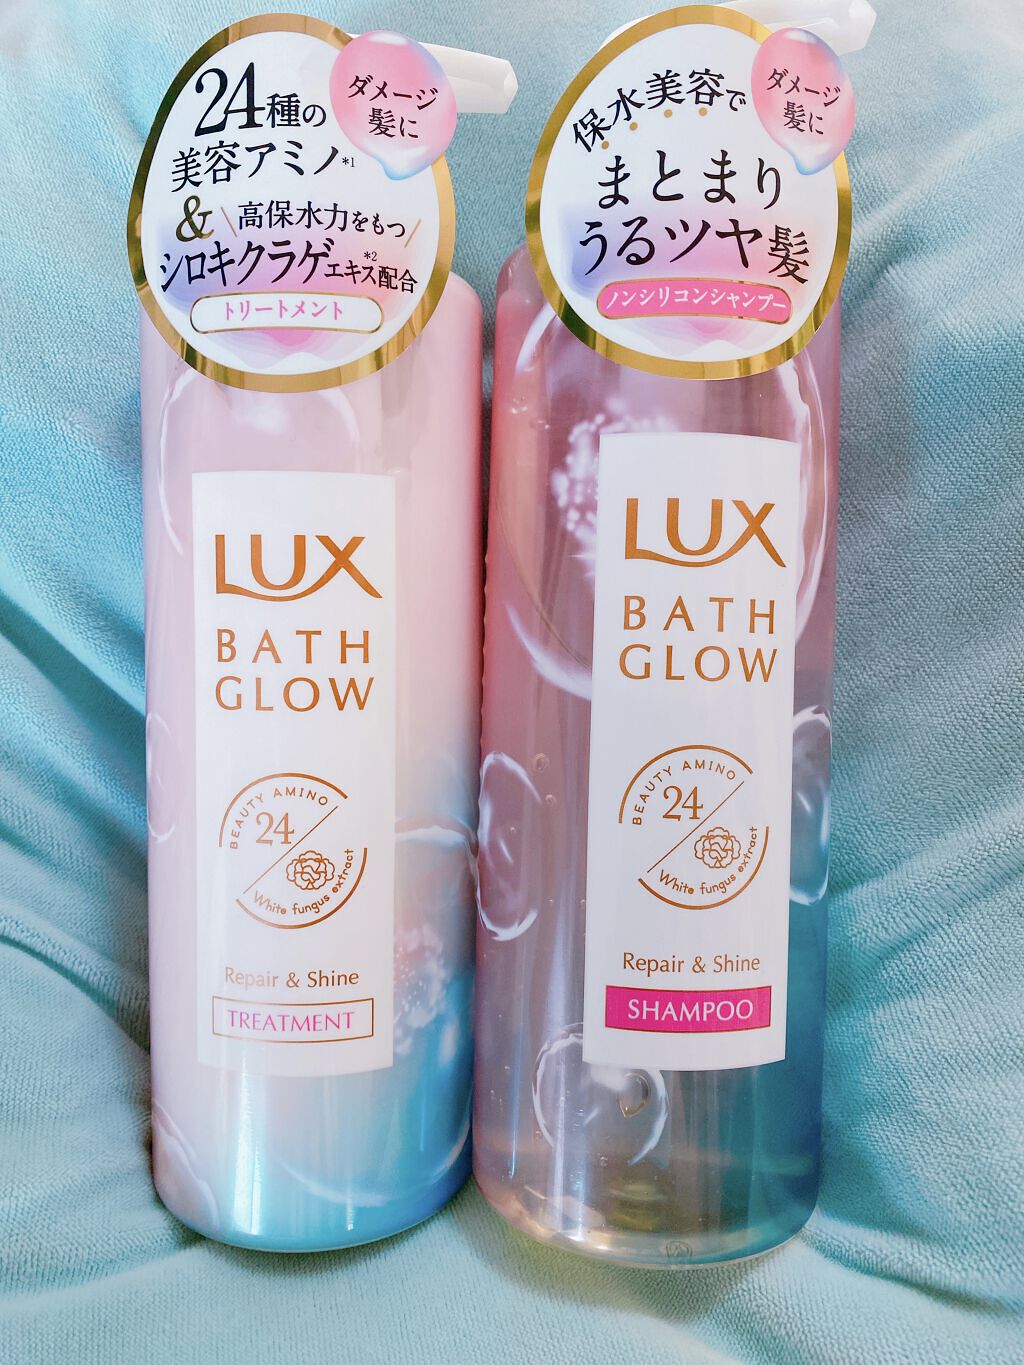 24種の
美容アミノ*1
& \高保水力をもつ/
シロキクラゲエキス配合*2
トリートメント
ダメージ
髪に
LUX
BATH
GLOW
BEAUTY AMINO
24
White fungus extract
Repair & Shine
TREATMENT
保水美容で
まとまり
うるツヤ髪
ノンシリコンシャンプー
ダメージ
髪に
LUX
BATH
GLOW
BEAUTY AMINO
24
White fungus extract
Repair & Shine
SHAMPOO